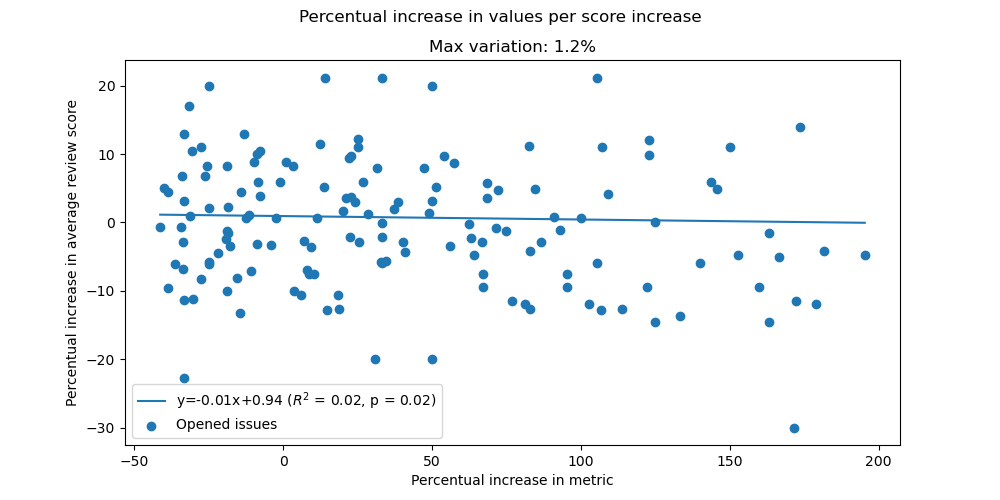 Percentual increase in values per score increase
Max variation: 1.2%
Percentual increase in average review score
20
10
0
−10
−20
−30
y=-0.01x+0.94 (R² = 0.02, p = 0.02)
Opened issues
−50
0
50
100
150
200
Percentual increase in metric